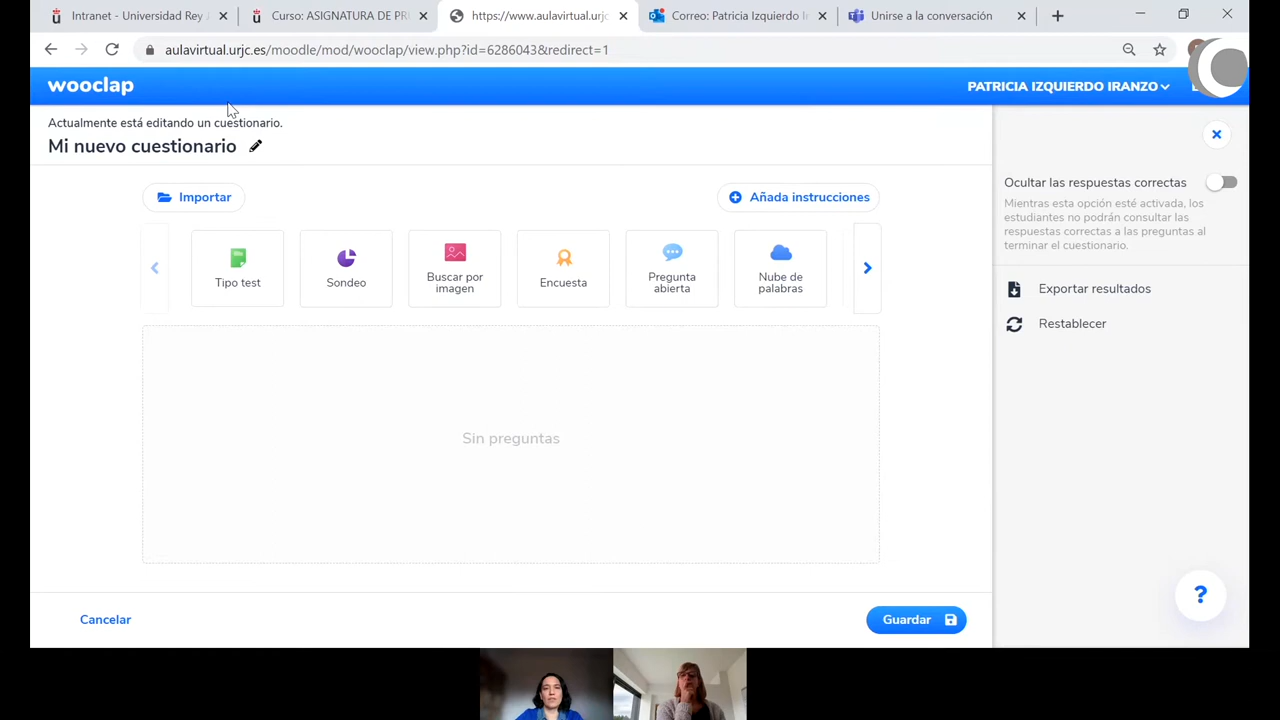 Intranet - Universidad Rey J
Curso: ASIGNATURA DE PR
https://www.aulavirtual.urjc
Correo: Patricia Izquierdo I
Unirse a la conversación
aulavirtual.urjc.es/moodle/mod/wooclap/view.php?id=6286043&redirect=1
wooclap
PATRICIA IZQUIERDO IRANZO
Actualmente está editando un cuestionario.
Mi nuevo cuestionario
Importar
Añada instrucciones
Tipo test
Sondeo
Buscar por
imagen
Encuesta
Pregunta
abierta
Nube de
palabras
Sin preguntas
Cancelar
Guardar
Ocultar las respuestas correctas
Mientras esta opción esté activada, los
estudiantes no podrán consultar las
respuestas correctas a las preguntas al
terminar el cuestionario.
Exportar resultados
Restablecer
?